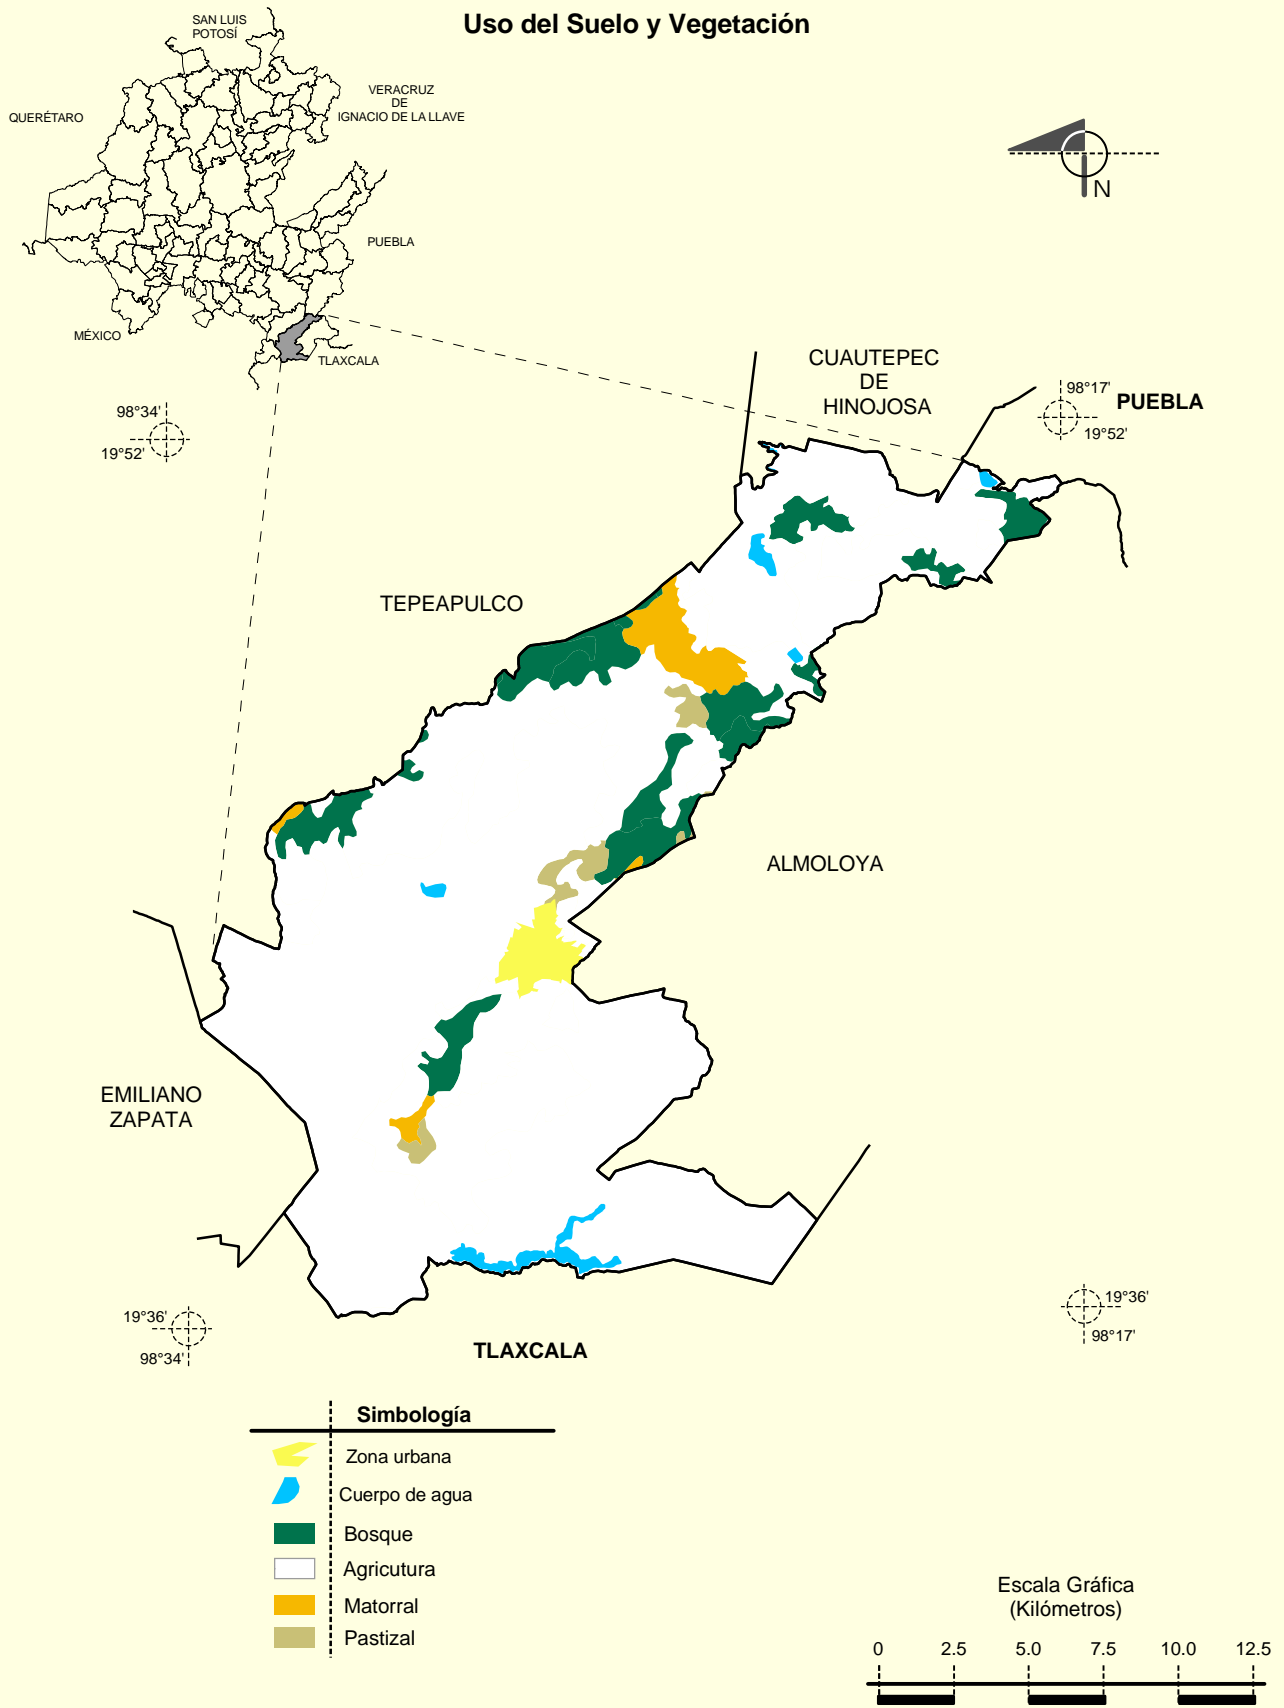 Uso del Suelo y Vegetación
SAN LUIS
POTOSÍ
VERACRUZ
DE
IGNACIO DE LA LLAVE
QUERÉTARO
PUEBLA
MÉXICO
TLAXCALA
N
CUAUTEPEC
DE
HINOJOSA
98°17'
PUEBLA
19°52'
98°34'
19°52'
TEPEAPULCO
ALMOLOYA
EMILIANO
ZAPATA
19°36'
98°34'
19°36'
98°17'
TLAXCALA
Simbología
Zona urbana
Cuerpo de agua
Bosque
Agricutura
Matorral
Pastizal
Escala Gráfica
(Kilómetros)
0 2.5 5.0 7.5 10.0 12.5